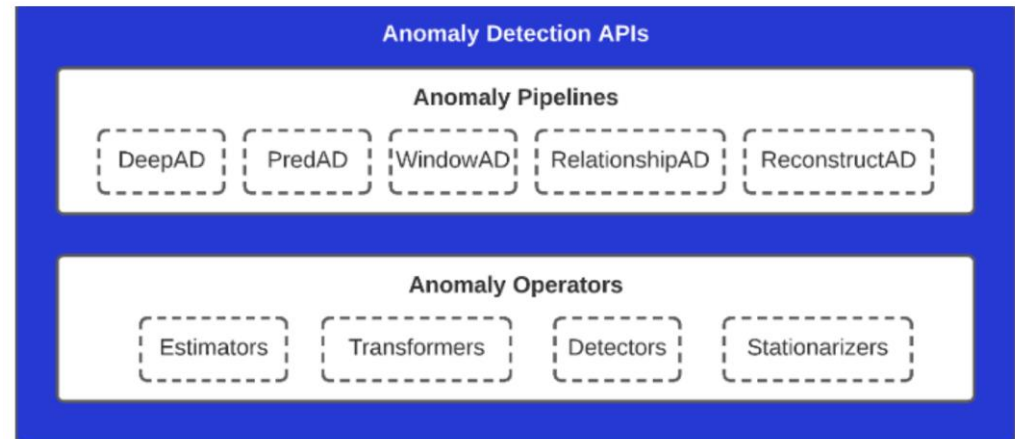 Anomaly Detection APIs
Anomaly Pipelines
DeepAD PredAD WindowAD RelationshipAD ReconstructAD
Anomaly Operators
Estimators Transformers Detectors Stationarizers